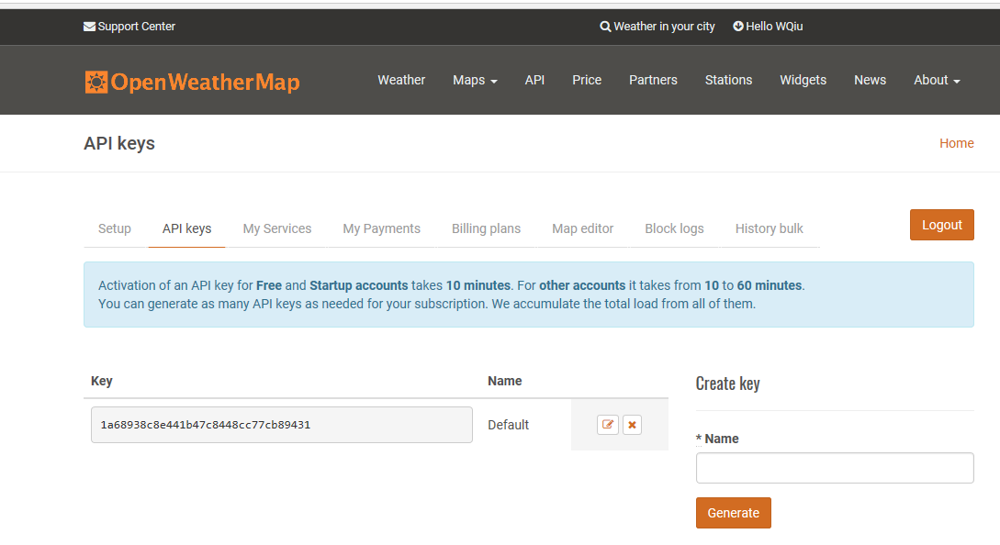 Support Center
Weather in your city
Hello WQiu
OpenWeatherMap
Weather
Maps
API
Price
Partners
Stations
Widgets
News
About
API keys
Home
Setup
API keys
My Services
My Payments
Billing plans
Map editor
Block logs
History bulk
Logout
Activation of an API key for Free and Startup accounts takes 10 minutes. For other accounts it takes from 10 to 60 minutes.
You can generate as many API keys as needed for your subscription. We accumulate the total load from all of them.
Key
Name
1a68938c8e441b47c8448cc77cb89431
Default
Create key
* Name
Generate